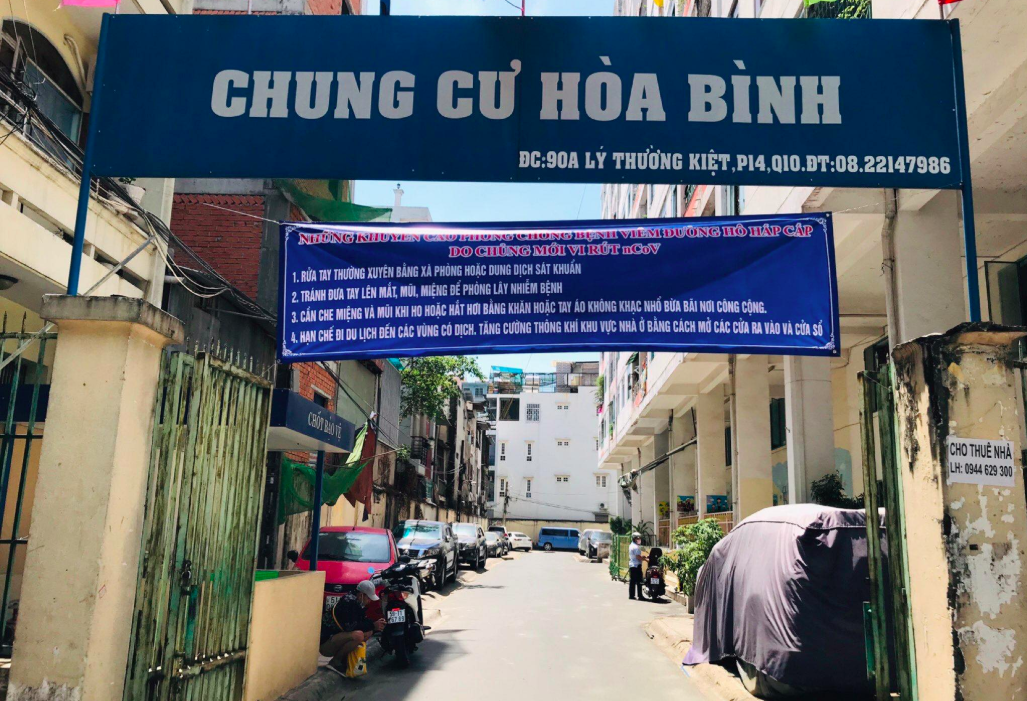 CHUNG CƯ HÒA BÌNH
ĐC:90A LÝ THƯỜNG KIỆT,P14,Q10.ĐT:08.22147986
NHỮNG KHUYẾN CÁO PHÒNG CHỐNG BỆNH VIÊM ĐƯỜNG HÔ HẤP CẤP
DO CHỦNG MỚI VI RÚT nCoV
1. RỬA TAY THƯỜNG XUYÊN BẰNG XÀ PHÒNG HOẶC DUNG DỊCH SÁT KHUẨN
2. TRÁNH ĐƯA TAY LÊN MẮT, MŨI, MIỆNG ĐỂ PHÒNG LÂY NHIỄM BỆNH
3. CẦN CHE MIỆNG VÀ MŨI KHI HO HOẶC HẮT HƠI BẰNG KHĂN HOẶC TAY ÁO KHÔNG KHẠC NHỔ BỪA BÃI NƠI CÔNG CỘNG.
4. HẠN CHẾ ĐI DU LỊCH ĐẾN CÁC VÙNG CÓ DỊCH. TĂNG CƯỜNG THÔNG KHÍ KHU VỰC NHÀ Ở BẰNG CÁCH MỞ CÁC CỬA RA VÀO VÀ CỬA SỔ
CHỐT BẢO VỆ
CHO THUÊ NHÀ
LH: 0944 629 300